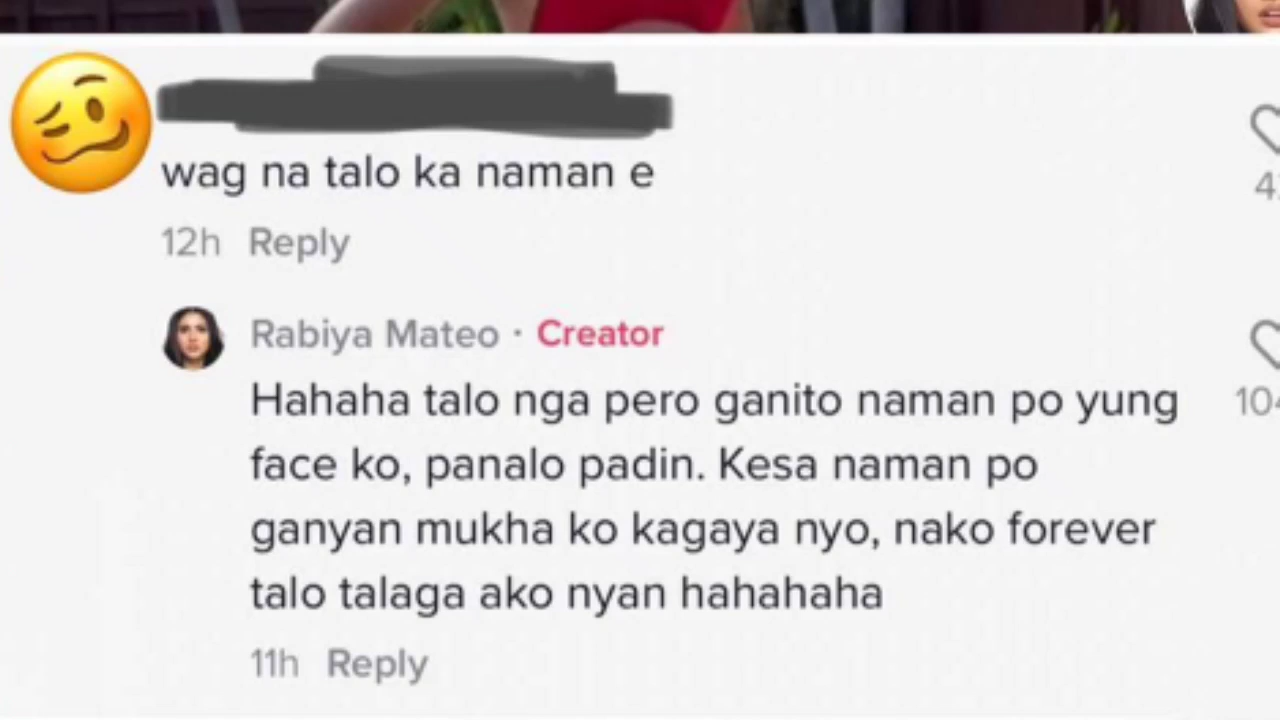 wag na talo ka naman e
12h Reply
Rabiya Mateo · Creator
Hahaha talo nga pero ganito naman po yung
face ko, panalo padin. Kesa naman po
ganyan mukha ko kagaya nyo, nako forever
talo talaga ako nyan hahahaha
11h Reply